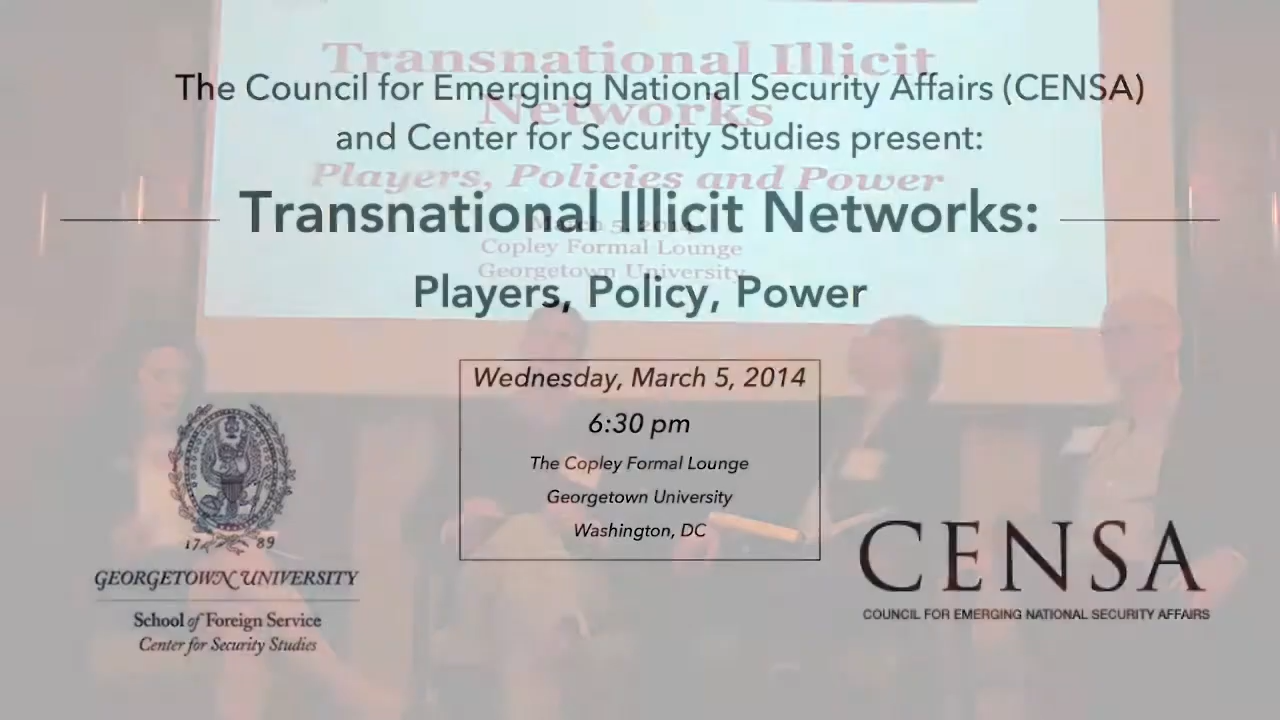 The Council for Emerging National Security Affairs (CENSA)
and Center for Security Studies present:
Transnational Illicit Networks:
Players, Policy, Power
Wednesday, March 5, 2014
6:30 pm
The Copley Formal Lounge
Georgetown University
Washington, DC
Transnational Illicit
Networks
Players, Policies and Power
March 5, 2014
Copley Formal Lounge
Georgetown University
17 89
GEORGETOWN UNIVERSITY
School of Foreign Service
Center for Security Studies
CENSA
COUNCIL FOR EMERGING NATIONAL SECURITY AFFAIRS